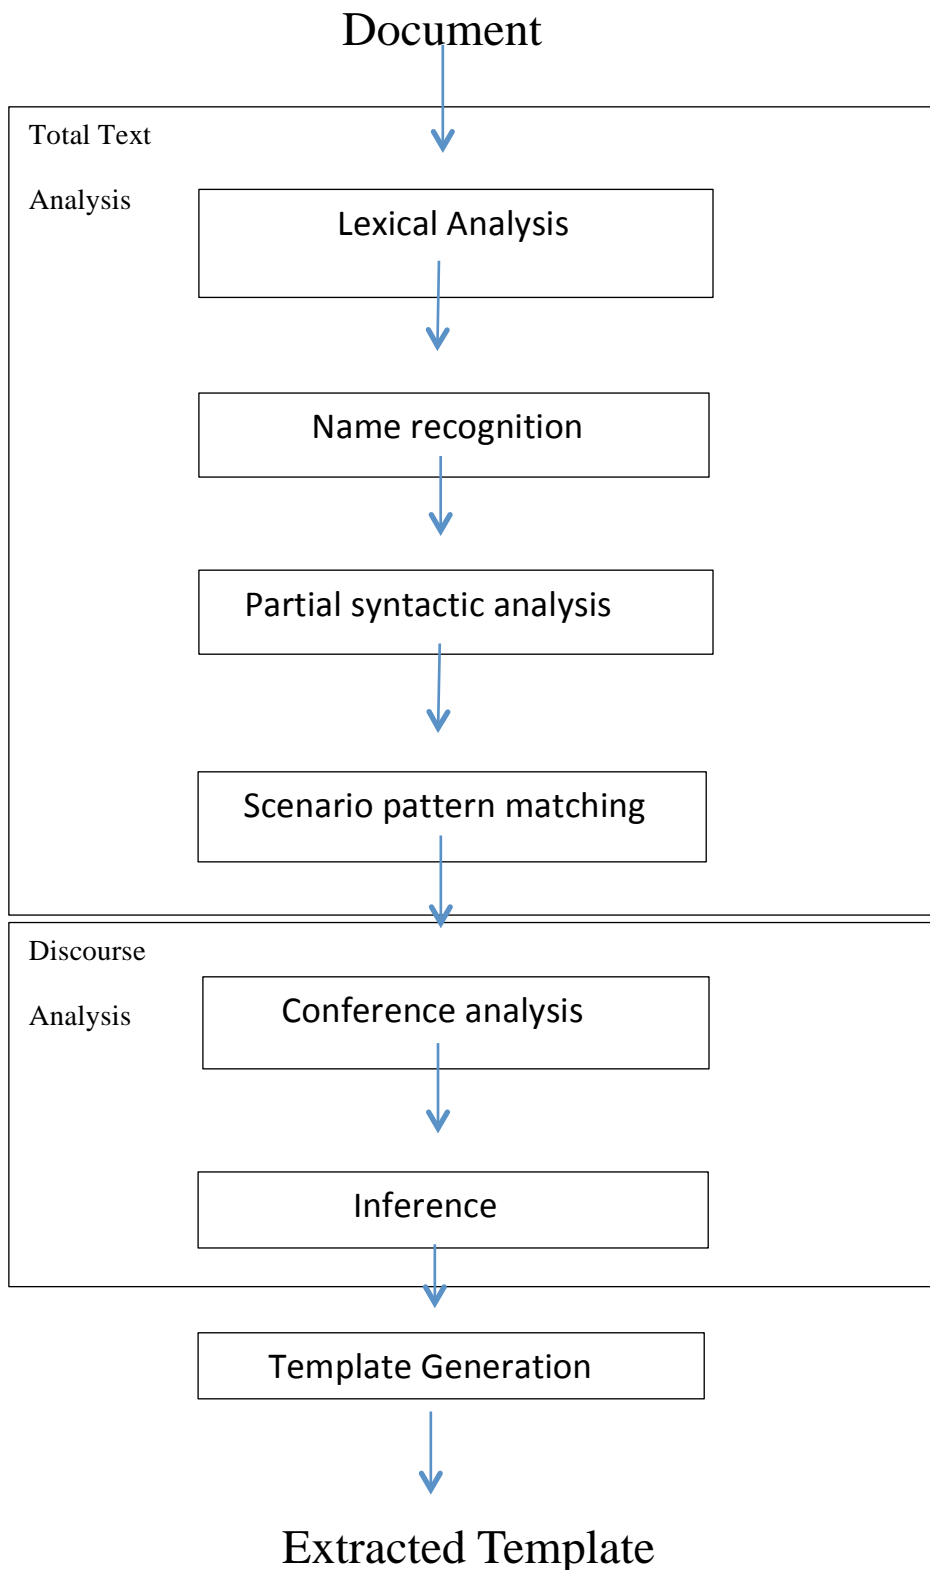 Document
Total Text
Analysis
Lexical Analysis
Name recognition
Partial syntactic analysis
Scenario pattern matching
Discourse
Analysis
Conference analysis
Inference
Template Generation
Extracted Template